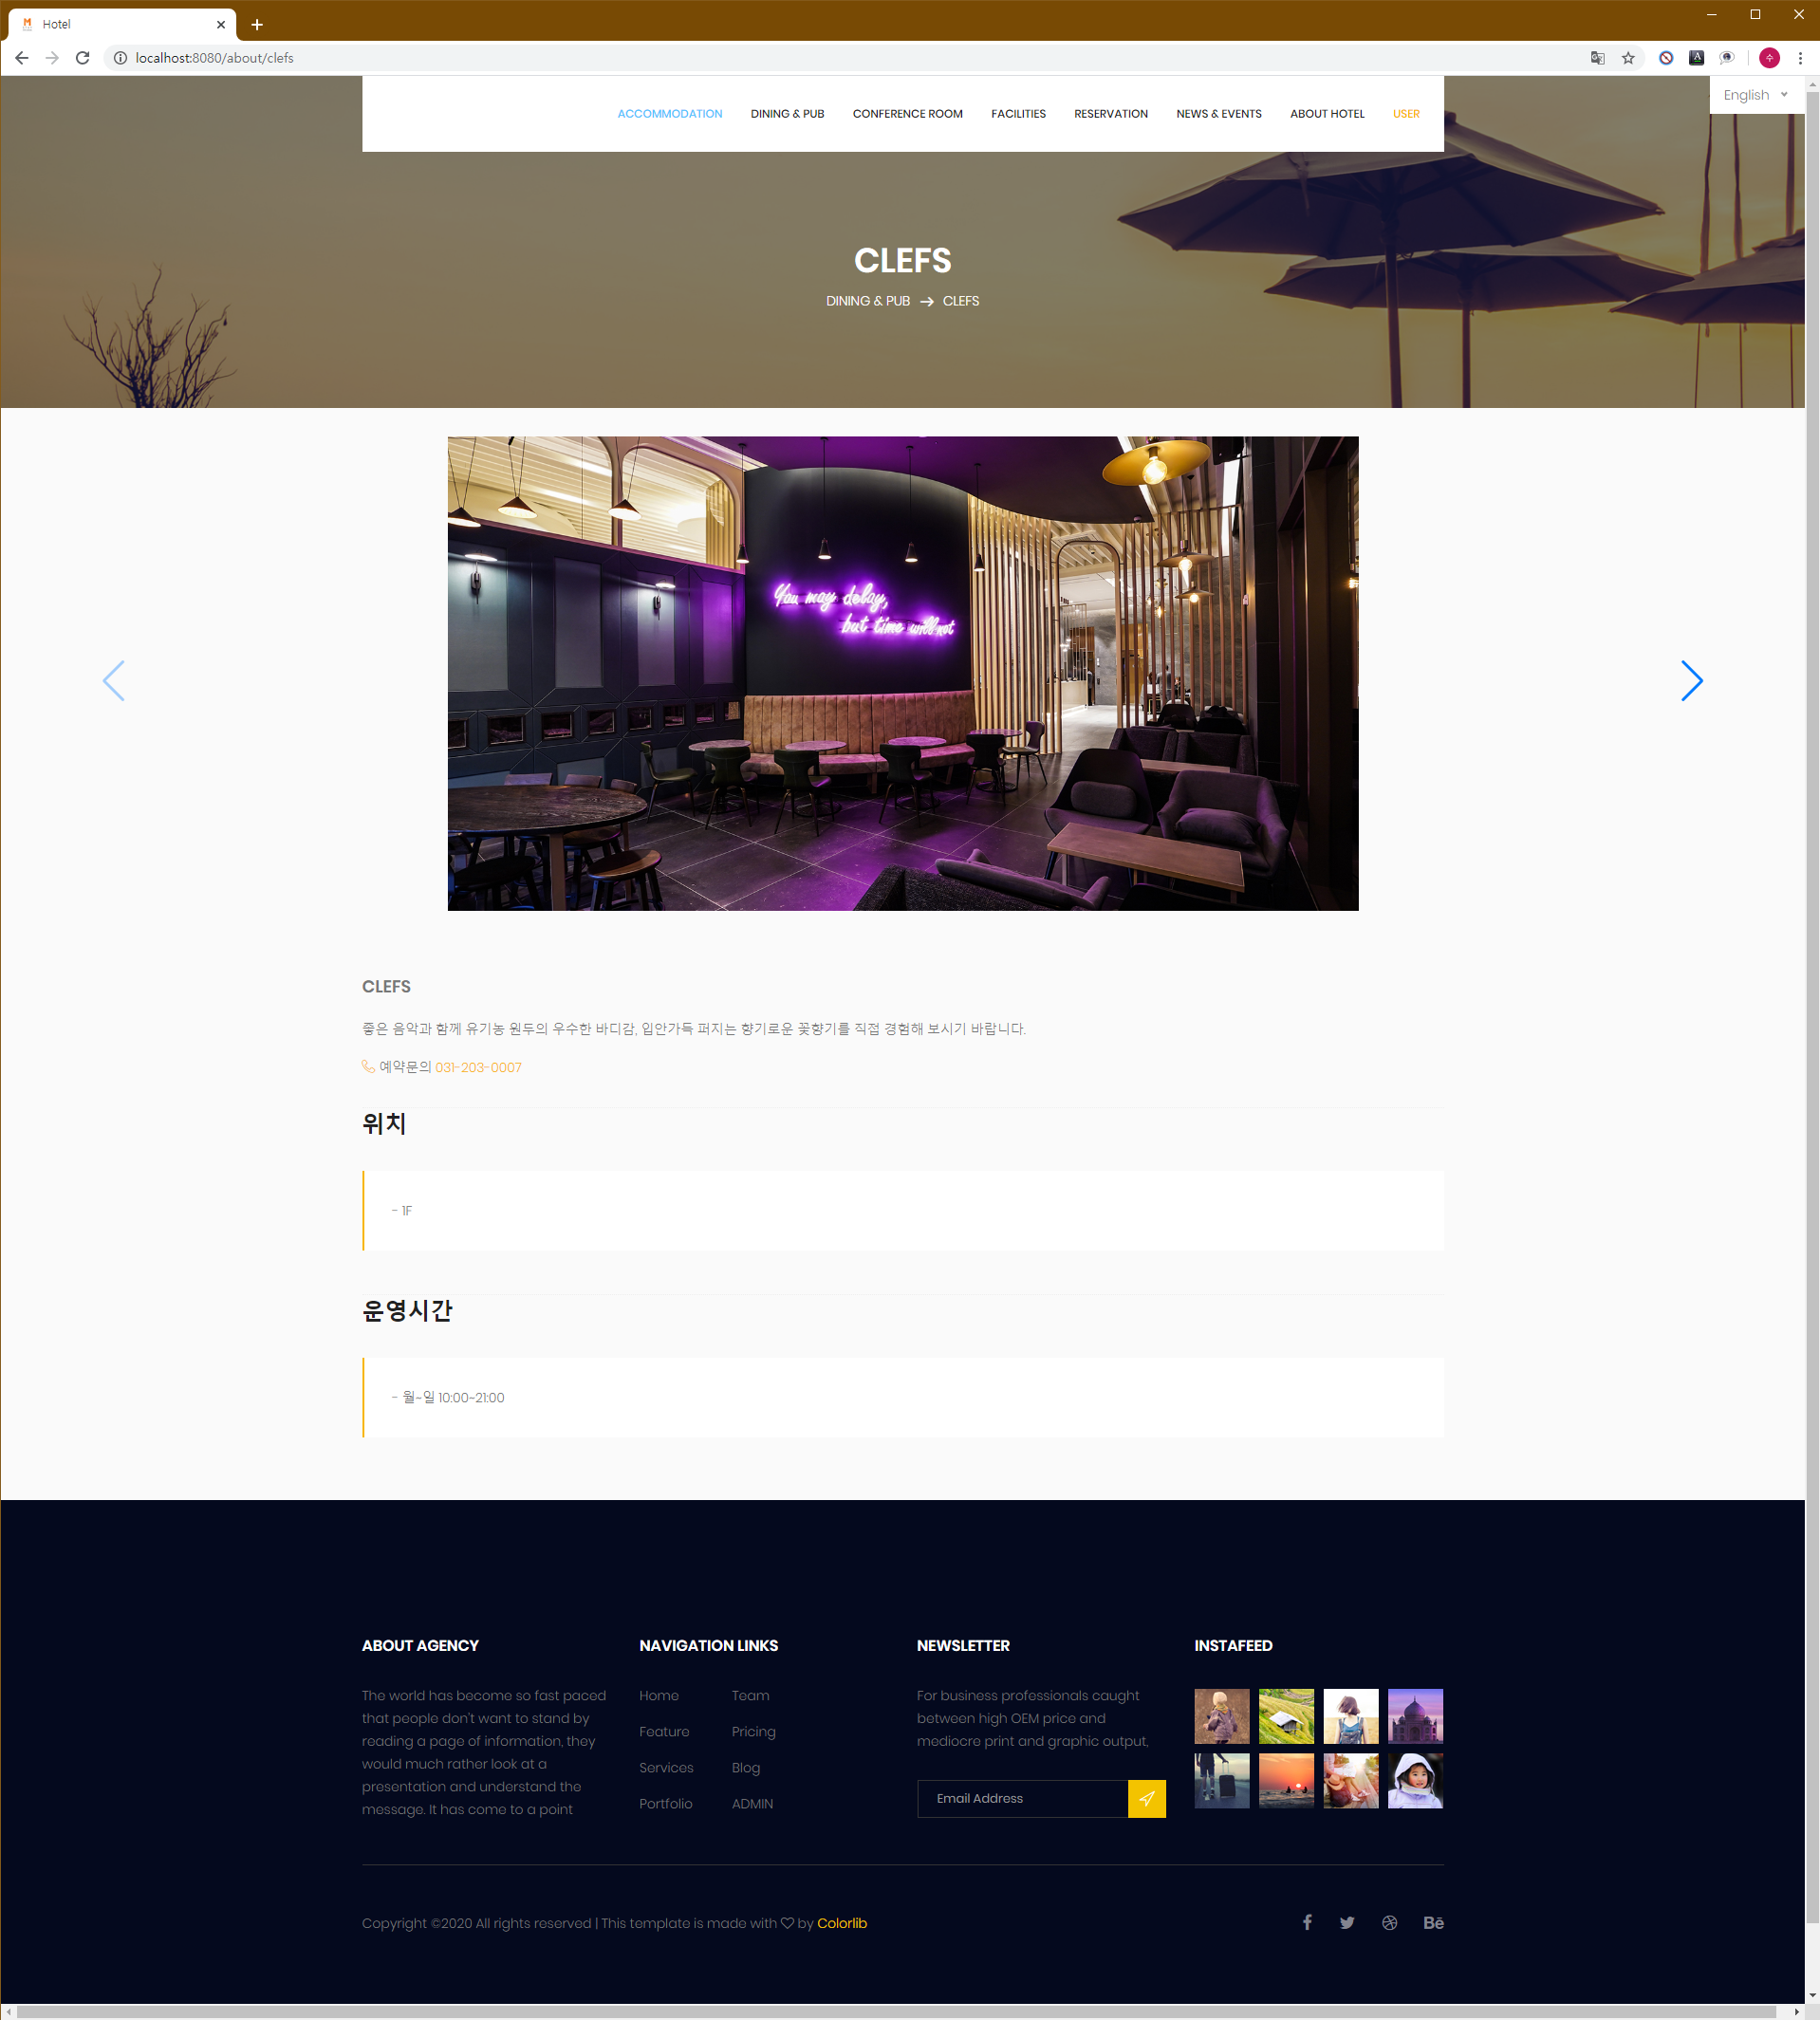 Hotel
localhost:8080/about/clefs
English
ACCOMMODATION DINING & PUB CONFERENCE ROOM FACILITIES RESERVATION NEWS & EVENTS ABOUT HOTEL USER
CLEFS
DINING & PUB → CLEFS
You may delay,
but time will not
CLEFS
좋은 음악과 함께 유기농 원두의 우수한 바디감, 입안가득 퍼지는 향기로운 꽃향기를 직접 경험해 보시기 바랍니다.
예약문의 031-203-0007
위치
- 1F
운영시간
- 월~일 10:00~21:00
ABOUT AGENCY
The world has become so fast paced
that people don't want to stand by
reading a page of information, they
would much rather look at a
presentation and understand the
message. It has come to a point
NAVIGATION LINKS
Home
Feature
Services
Portfolio
Team
Pricing
Blog
ADMIN
NEWSLETTER
For business professionals caught
between high OEM price and
mediocre print and graphic output,
Email Address
INSTAFEED
Copyright ©2020 All rights reserved | This template is made with ♡ by Colorlib
Bē